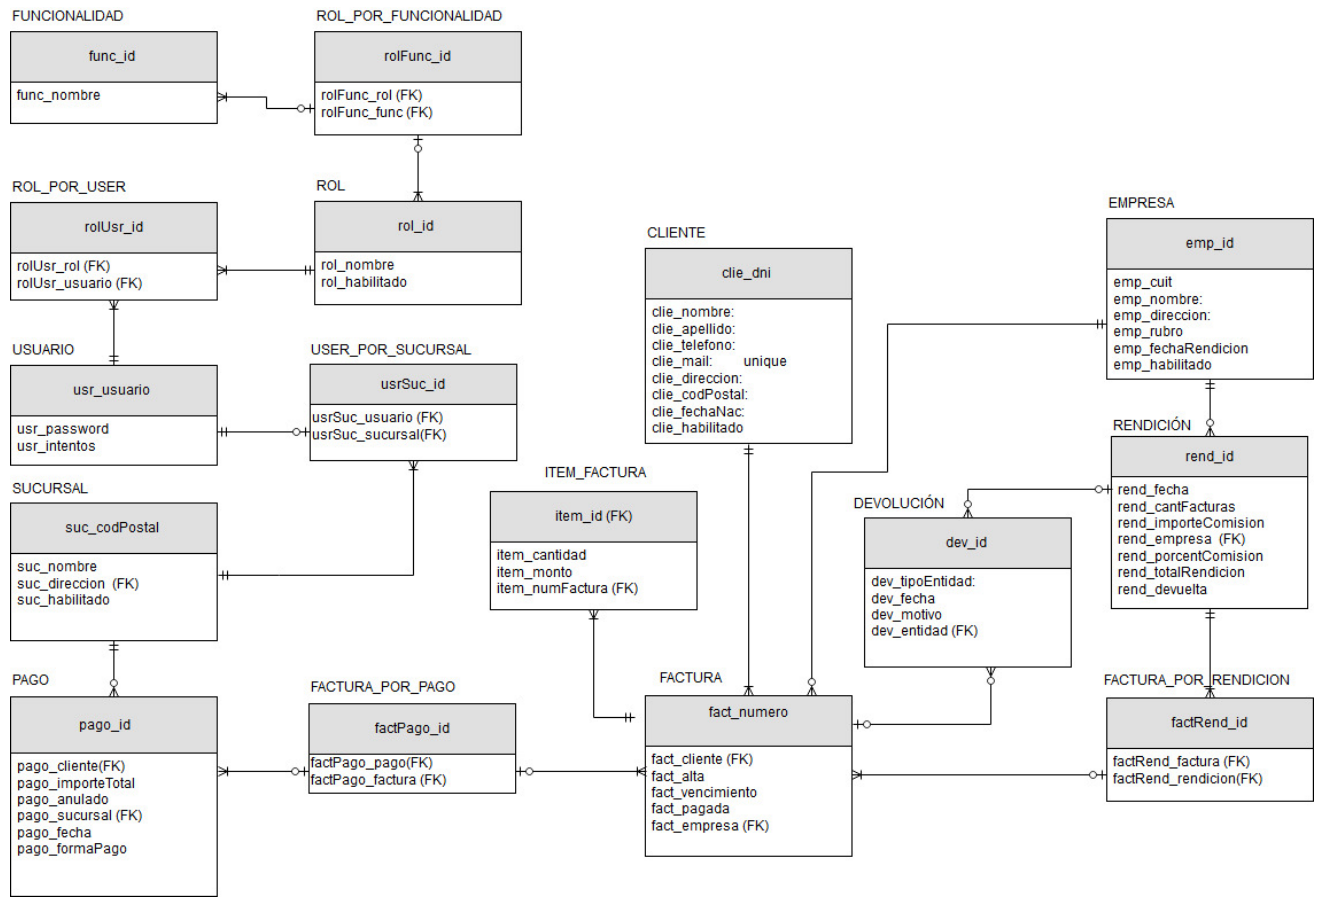 FUNCIONALIDAD
func_id
func_nombre
ROL_POR_FUNCIONALIDAD
rolFunc_id
rolFunc_rol (FK)
rolFunc_func (FK)
ROL_POR_USER
rolUsr_id
rolUsr_rol (FK)
rolUsr_usuario (FK)
ROL
rol_id
rol_nombre
rol_habilitado
USUARIO
usr_usuario
usr_password
usr_intentos
USER_POR_SUCURSAL
usrSuc_id
usrSuc_usuario (FK)
usrSuc_sucursal(FK)
CLIENTE
clie_dni
clie_nombre:
clie_apellido:
clie_telefono:
clie_mail: unique
clie_direccion:
clie_codPostal:
clie_fechaNac:
clie_habilitado
EMPRESA
emp_id
emp_cuit
emp_nombre:
emp_direccion:
emp_rubro
emp_fechaRendicion
emp_habilitado
SUCURSAL
suc_codPostal
suc_nombre
suc_direccion (FK)
suc_habilitado
ITEM_FACTURA
item_id (FK)
item_cantidad
item_monto
item_numFactura (FK)
DEVOLUCIÓN
dev_id
dev_tipoEntidad:
dev_fecha
dev_motivo
dev_entidad (FK)
RENDICIÓN
rend_id
rend_fecha
rend_cantFacturas
rend_importeComision
rend_empresa (FK)
rend_porcentComision
rend_totalRendicion
rend_devuelta
PAGO
pago_id
pago_cliente(FK)
pago_importeTotal
pago_anulado
pago_sucursal (FK)
pago_fecha
pago_formaPago
FACTURA_POR_PAGO
factPago_id
factPago_pago(FK)
factPago_factura (FK)
FACTURA
fact_numero
fact_cliente (FK)
fact_alta
fact_vencimiento
fact_pagada
fact_empresa (FK)
FACTURA_POR_RENDICION
factRend_id
factRend_factura (FK)
factRend_rendicion(FK)